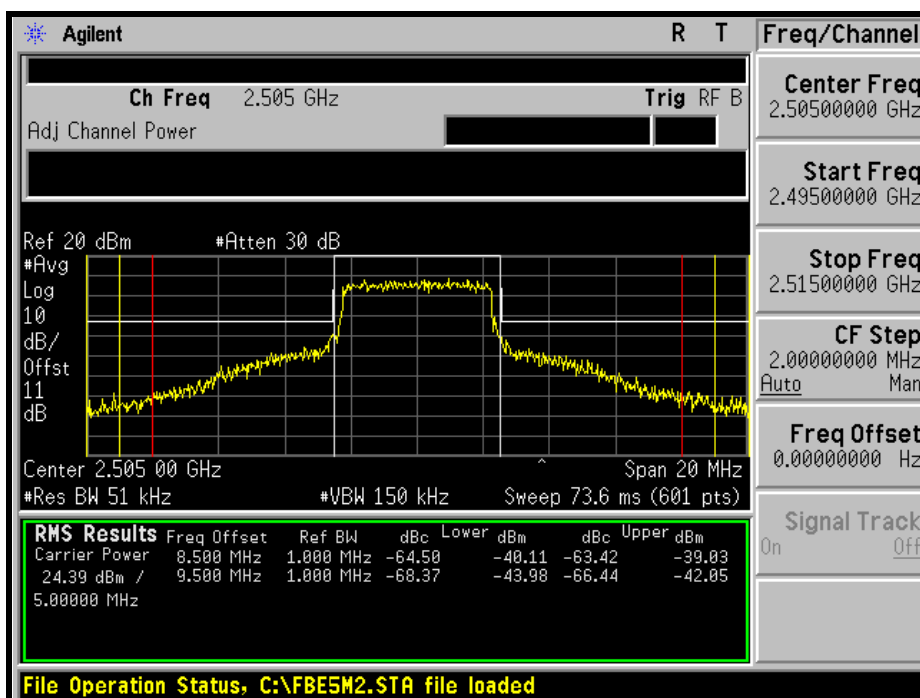 Agilent R T
Ch Freq 2.505 GHz Trig RF B
Adj Channel Power
Ref 20 dBm #Atten 30 dB
#Avg
Log
10
dB/
Offst
11
dB
Center 2.505 00 GHz Span 20 MHz
#Res BW 51 kHz #VBW 150 kHz Sweep 73.6 ms (601 pts)
RMS Results Freq Offset Ref BW dBc Lower dBm dBc Upper dBm
Carrier Power 8.500 MHz 1.000 MHz -64.50 -40.11 -63.42 -39.03
24.39 dBm / 9.500 MHz 1.000 MHz -68.37 -43.98 -66.44 -42.05
5.00000 MHz
File Operation Status, C:\FBE5M2.STA file loaded
Freq/Channel
Center Freq
2.50500000 GHz
Start Freq
2.49500000 GHz
Stop Freq
2.51500000 GHz
CF Step
2.00000000 MHz
Auto Man
Freq Offset
0.00000000 Hz
Signal Track
On Off